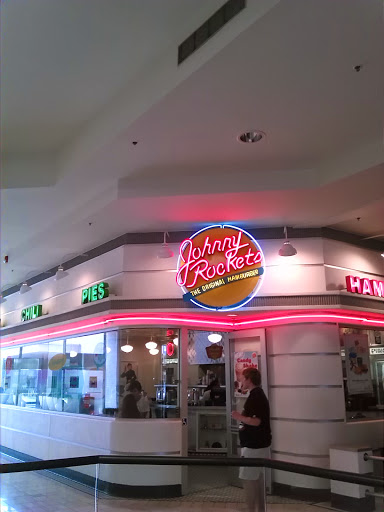 CHILI
PIES
Johnny
Rockets
THE ORIGINAL HAMBURGER
HAM